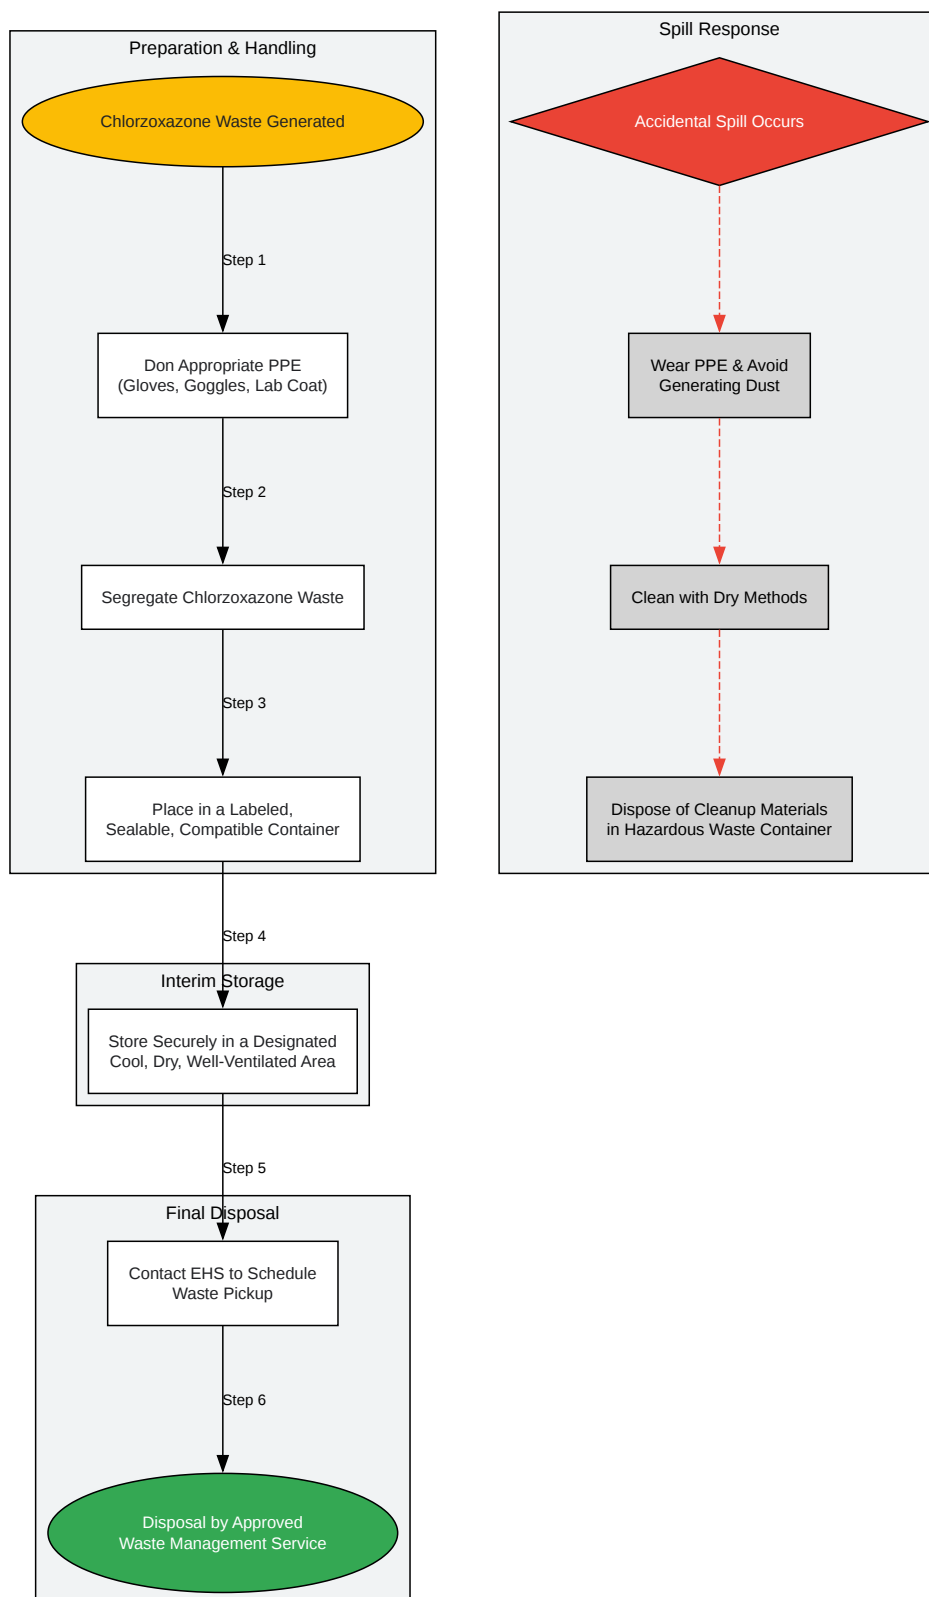 Preparation & Handling
Chlorzoxazone Waste Generated
Step 1
Don Appropriate PPE
(Gloves, Goggles, Lab Coat)
Step 2
Segregate Chlorzoxazone Waste
Step 3
Place in a Labeled,
Sealable, Compatible Container
Step 4
Interim Storage
Store Securely in a Designated
Cool, Dry, Well-Ventilated Area
Step 5
Final Disposal
Contact EHS to Schedule
Waste Pickup
Step 6
Disposal by Approved
Waste Management Service
Spill Response
Accidental Spill Occurs
Wear PPE & Avoid
Generating Dust
Clean with Dry Methods
Dispose of Cleanup Materials
in Hazardous Waste Container